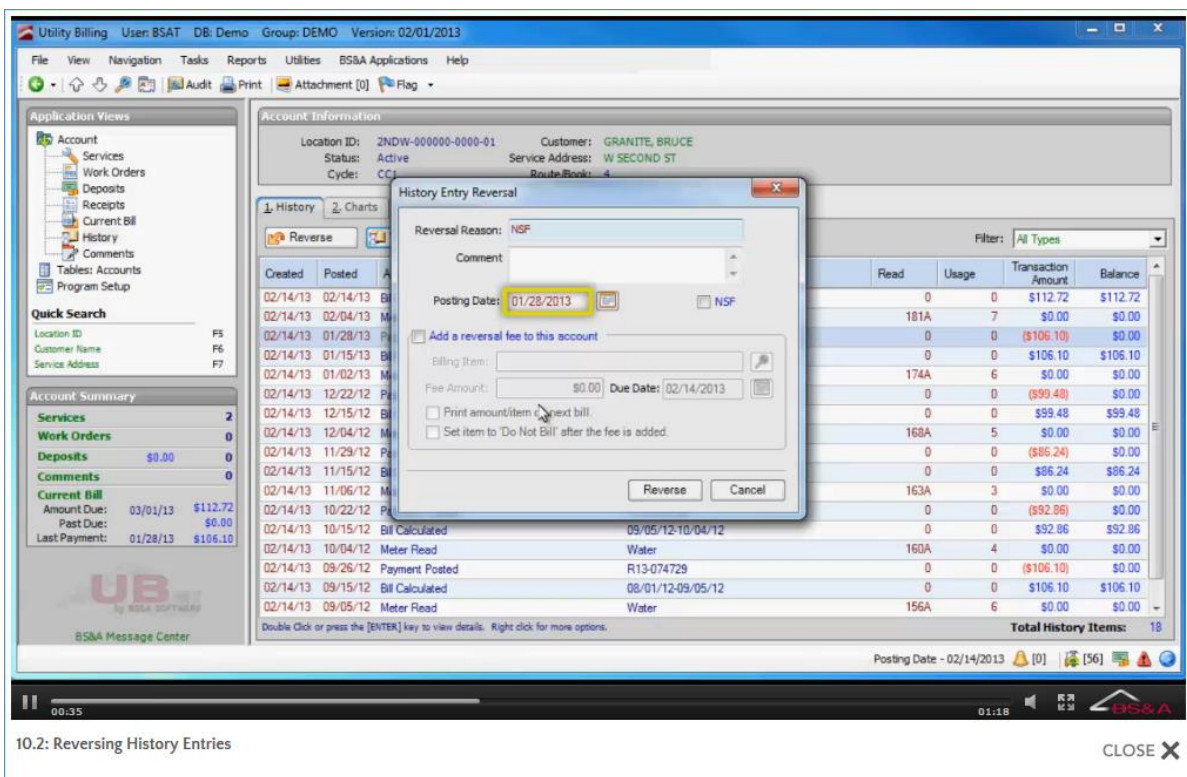 Utility Billing User: BSAT DB: Demo Group: DEMO Version: 02/01/2013
File View Navigation Tasks Reports Utilities BS&A Applications Help
Audit Print Attachment [0] Flag
Application Views
Account
Services
Work Orders
Deposits
Receipts
Current Bill
History
Comments
Tables: Accounts
Program Setup
Quick Search
Location ID F5
Customer Name F6
Service Address F7
Account Summary
Services 2
Work Orders 0
Deposits $0.00 0
Comments 0
Current Bill
Amount Due: 03/01/13 $112.72
Past Due: $0.00
Last Payment: 01/28/13 $106.10
UB
by BS&A SOFTWARE
BS&A Message Center
Account Information
Location ID: 2NDW-000000-0000-01 Customer: GRANITE, BRUCE
Status: Active Service Address: W SECOND ST
Cycle: CC1 Route/Book: 4
1. History 2. Charts
Reverse Filter: All Types
Created Posted Read Usage Transaction Amount Balance
02/14/13 02/14/13 0 0 $112.72 $112.72
02/14/13 02/04/13 181A 7 $0.00 $0.00
02/14/13 01/28/13 0 0 ($106.10) $0.00
02/14/13 01/15/13 0 0 $106.10 $106.10
02/14/13 01/02/13 174A 6 $0.00 $0.00
02/14/13 12/22/12 0 0 ($99.48) $0.00
02/14/13 12/15/12 0 0 $99.48 $99.48
02/14/13 12/04/12 168A 5 $0.00 $0.00
02/14/13 11/29/12 0 0 ($86.24) $0.00
02/14/13 11/15/12 0 0 $86.24 $86.24
02/14/13 11/06/12 163A 3 $0.00 $0.00
02/14/13 10/22/12 0 0 ($92.86) $0.00
02/14/13 10/15/12 Bill Calculated 09/05/12-10/04/12 0 0 $92.86 $92.86
02/14/13 10/04/12 Meter Read Water 160A 4 $0.00 $0.00
02/14/13 09/26/12 Payment Posted R13-074729 0 0 ($106.10) $0.00
02/14/13 09/15/12 Bill Calculated 08/01/12-09/05/12 0 0 $106.10 $106.10
02/14/13 09/05/12 Meter Read Water 156A 6 $0.00 $0.00
Double Click or press the [ENTER] key to view details. Right click for more options. Total History Items: 18
History Entry Reversal
Reversal Reason: NSF
Comment
Posting Date: 01/28/2013 NSF
Add a reversal fee to this account
Billing Item:
Fee Amount: $0.00 Due Date: 02/14/2013
Print amount/item on next bill.
Set item to 'Do Not Bill' after the fee is added.
Reverse Cancel
Posting Date - 02/14/2013 [0] [56]
00:35 01:18 BS&A
10.2: Reversing History Entries CLOSE